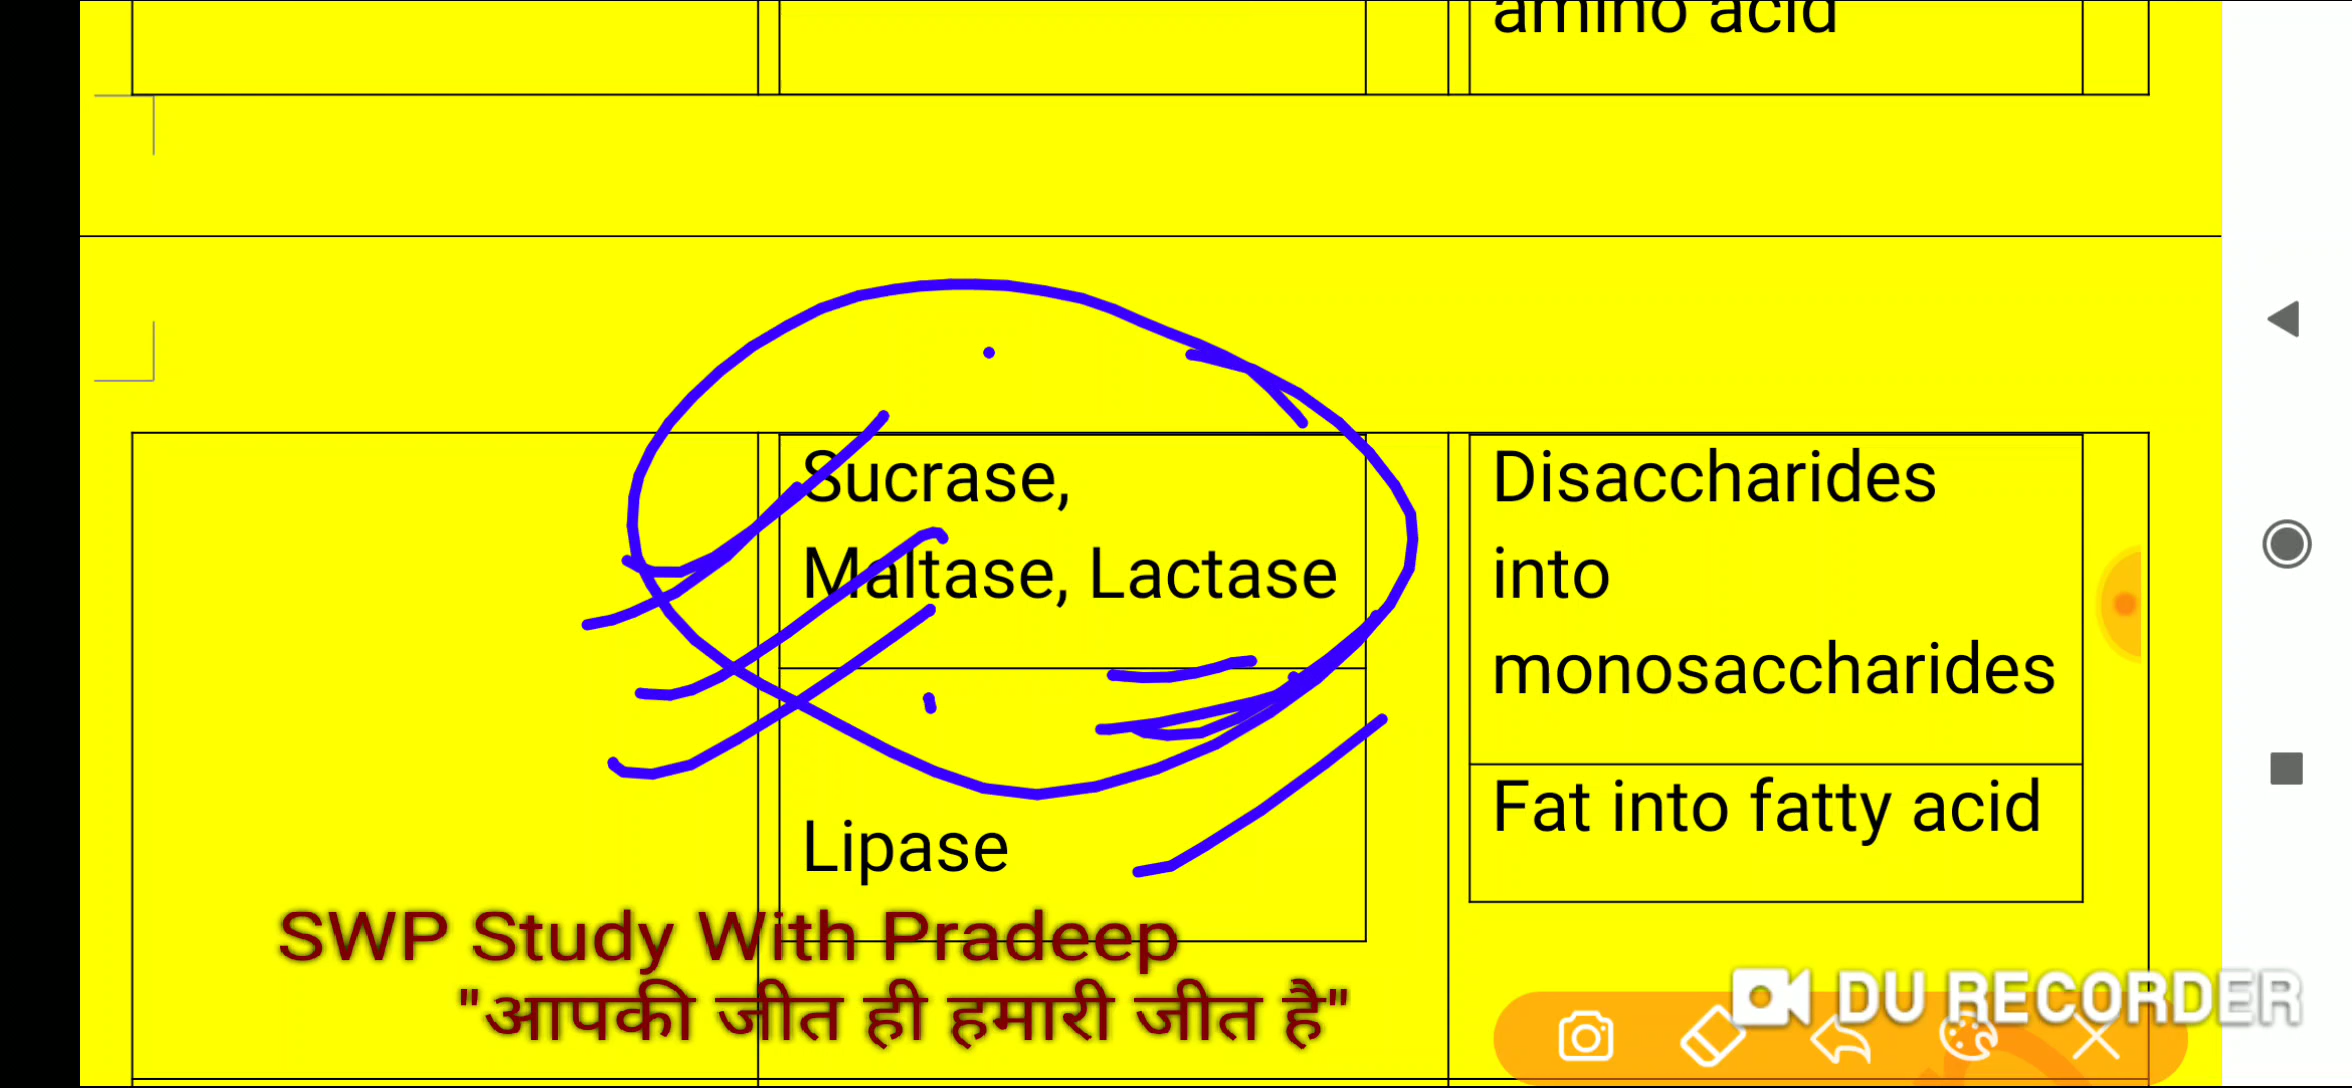 amino acid
Sucrase,
Maltase, Lactase
Disaccharides
into
monosaccharides
Lipase
Fat into fatty acid
SWP Study With Pradeep
"आपकी जीत ही हमारी जीत है"
DU RECORDER